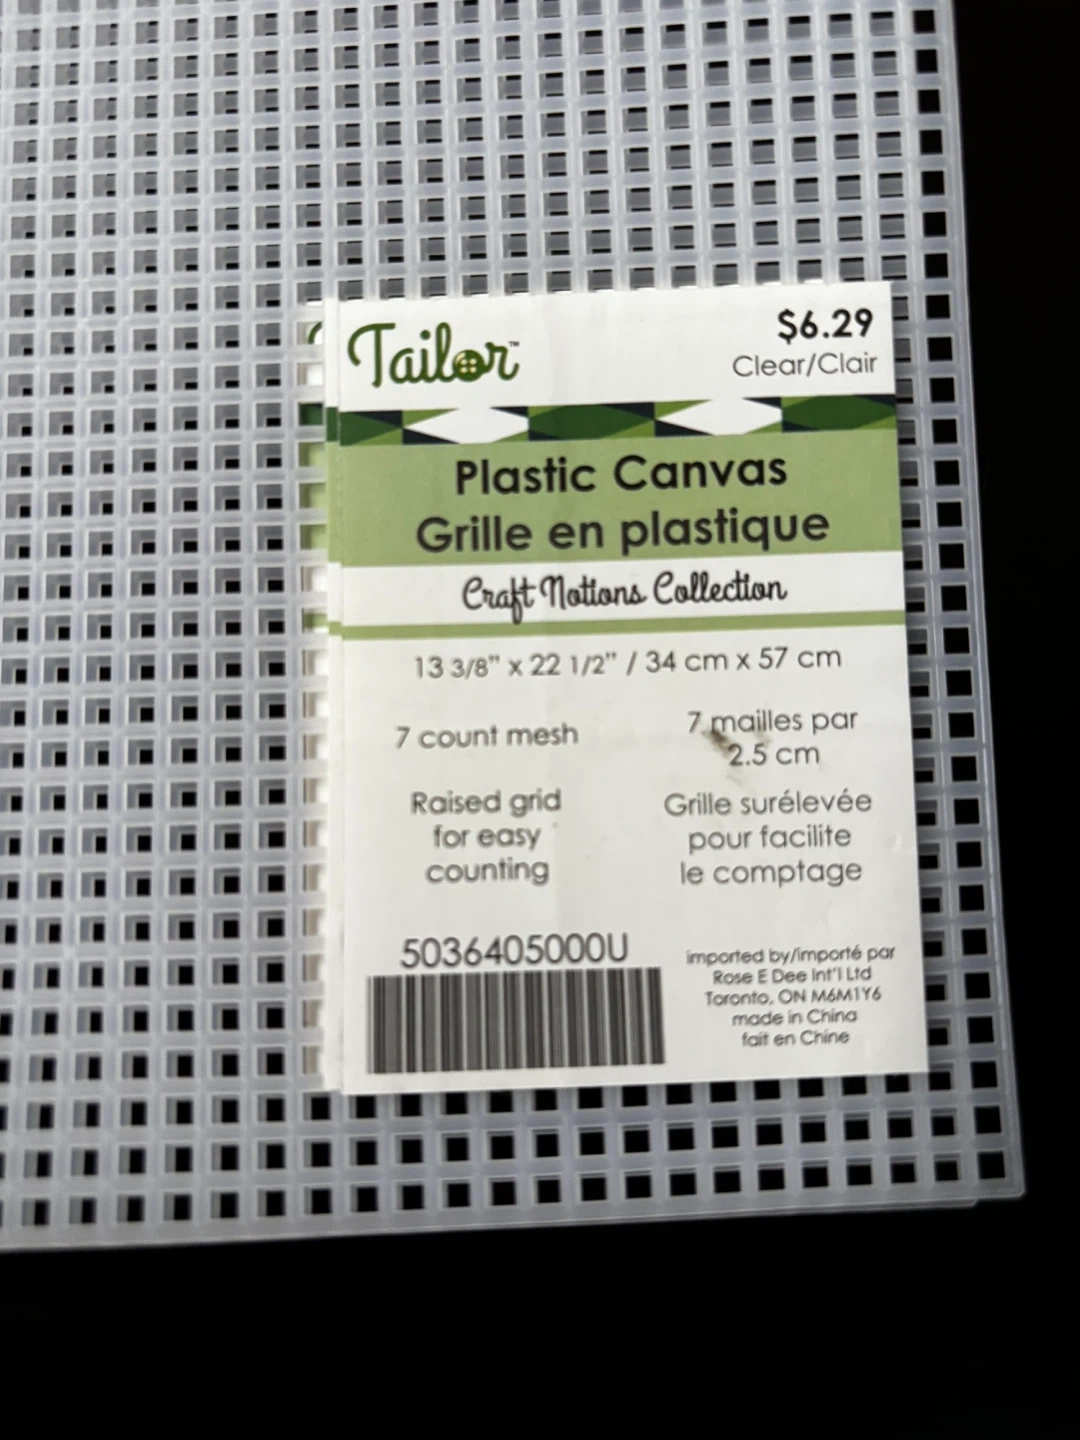 Tailor™
$6.29
Clear/Clair
Plastic Canvas
Grille en plastique
Craft Notions Collection
13 3/8" x 22 1/2" / 34 cm x 57 cm
7 count mesh
7 mailles par
2.5 cm
Raised grid
for easy
counting
Grille surélevée
pour facilite
le comptage
5036405000U
imported by/importé par
Rose E Dee Int'l Ltd
Toronto, ON M6M1Y6
made in China
fait en Chine